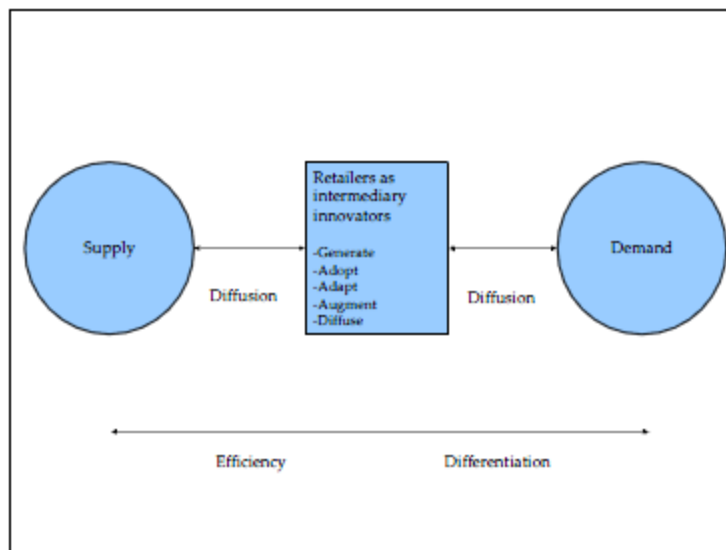 Retailers as
intermediary
innovators
Supply
-Generate
-Adopt
-Adapt
-Augment
-Diffuse
Demand
Diffusion
Diffusion
Efficiency
Differentiation